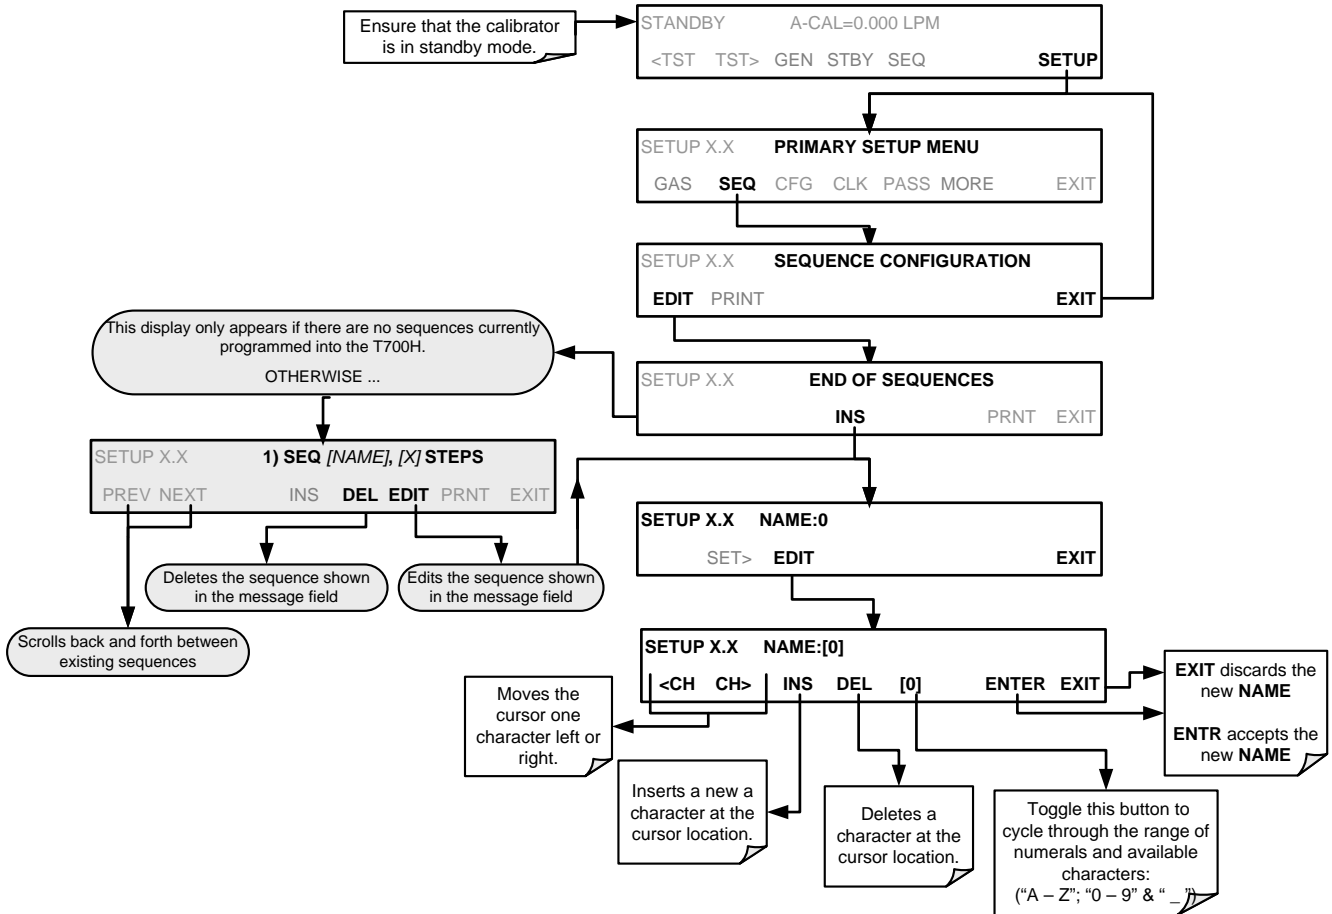 Ensure that the calibrator
is in standby mode.
STANDBY A-CAL=0.000 LPM
<TST TST> GEN STBY SEQ SETUP
SETUP X.X PRIMARY SETUP MENU
GAS SEQ CFG CLK PASS MORE EXIT
SETUP X.X SEQUENCE CONFIGURATION
EDIT PRINT EXIT
This display only appears if there are no sequences currently
programmed into the T700H.
OTHERWISE ...
SETUP X.X END OF SEQUENCES
INS PRNT EXIT
SETUP X.X 1) SEQ [NAME], [X] STEPS
PREV NEXT INS DEL EDIT PRNT EXIT
Deletes the sequence shown
in the message field
Edits the sequence shown
in the message field
Scrolls back and forth between
existing sequences
SETUP X.X NAME:0
SET> EDIT EXIT
SETUP X.X NAME:[0]
<CH CH> INS DEL [0] ENTER EXIT
EXIT discards the
new NAME
ENTR accepts the
new NAME
Moves the
cursor one
character left or
right.
Inserts a new a
character at the
cursor location.
Deletes a
character at the
cursor location.
Toggle this button to
cycle through the range of
numerals and available
characters:
(“A – Z”; “0 – 9” & “ _ ”)